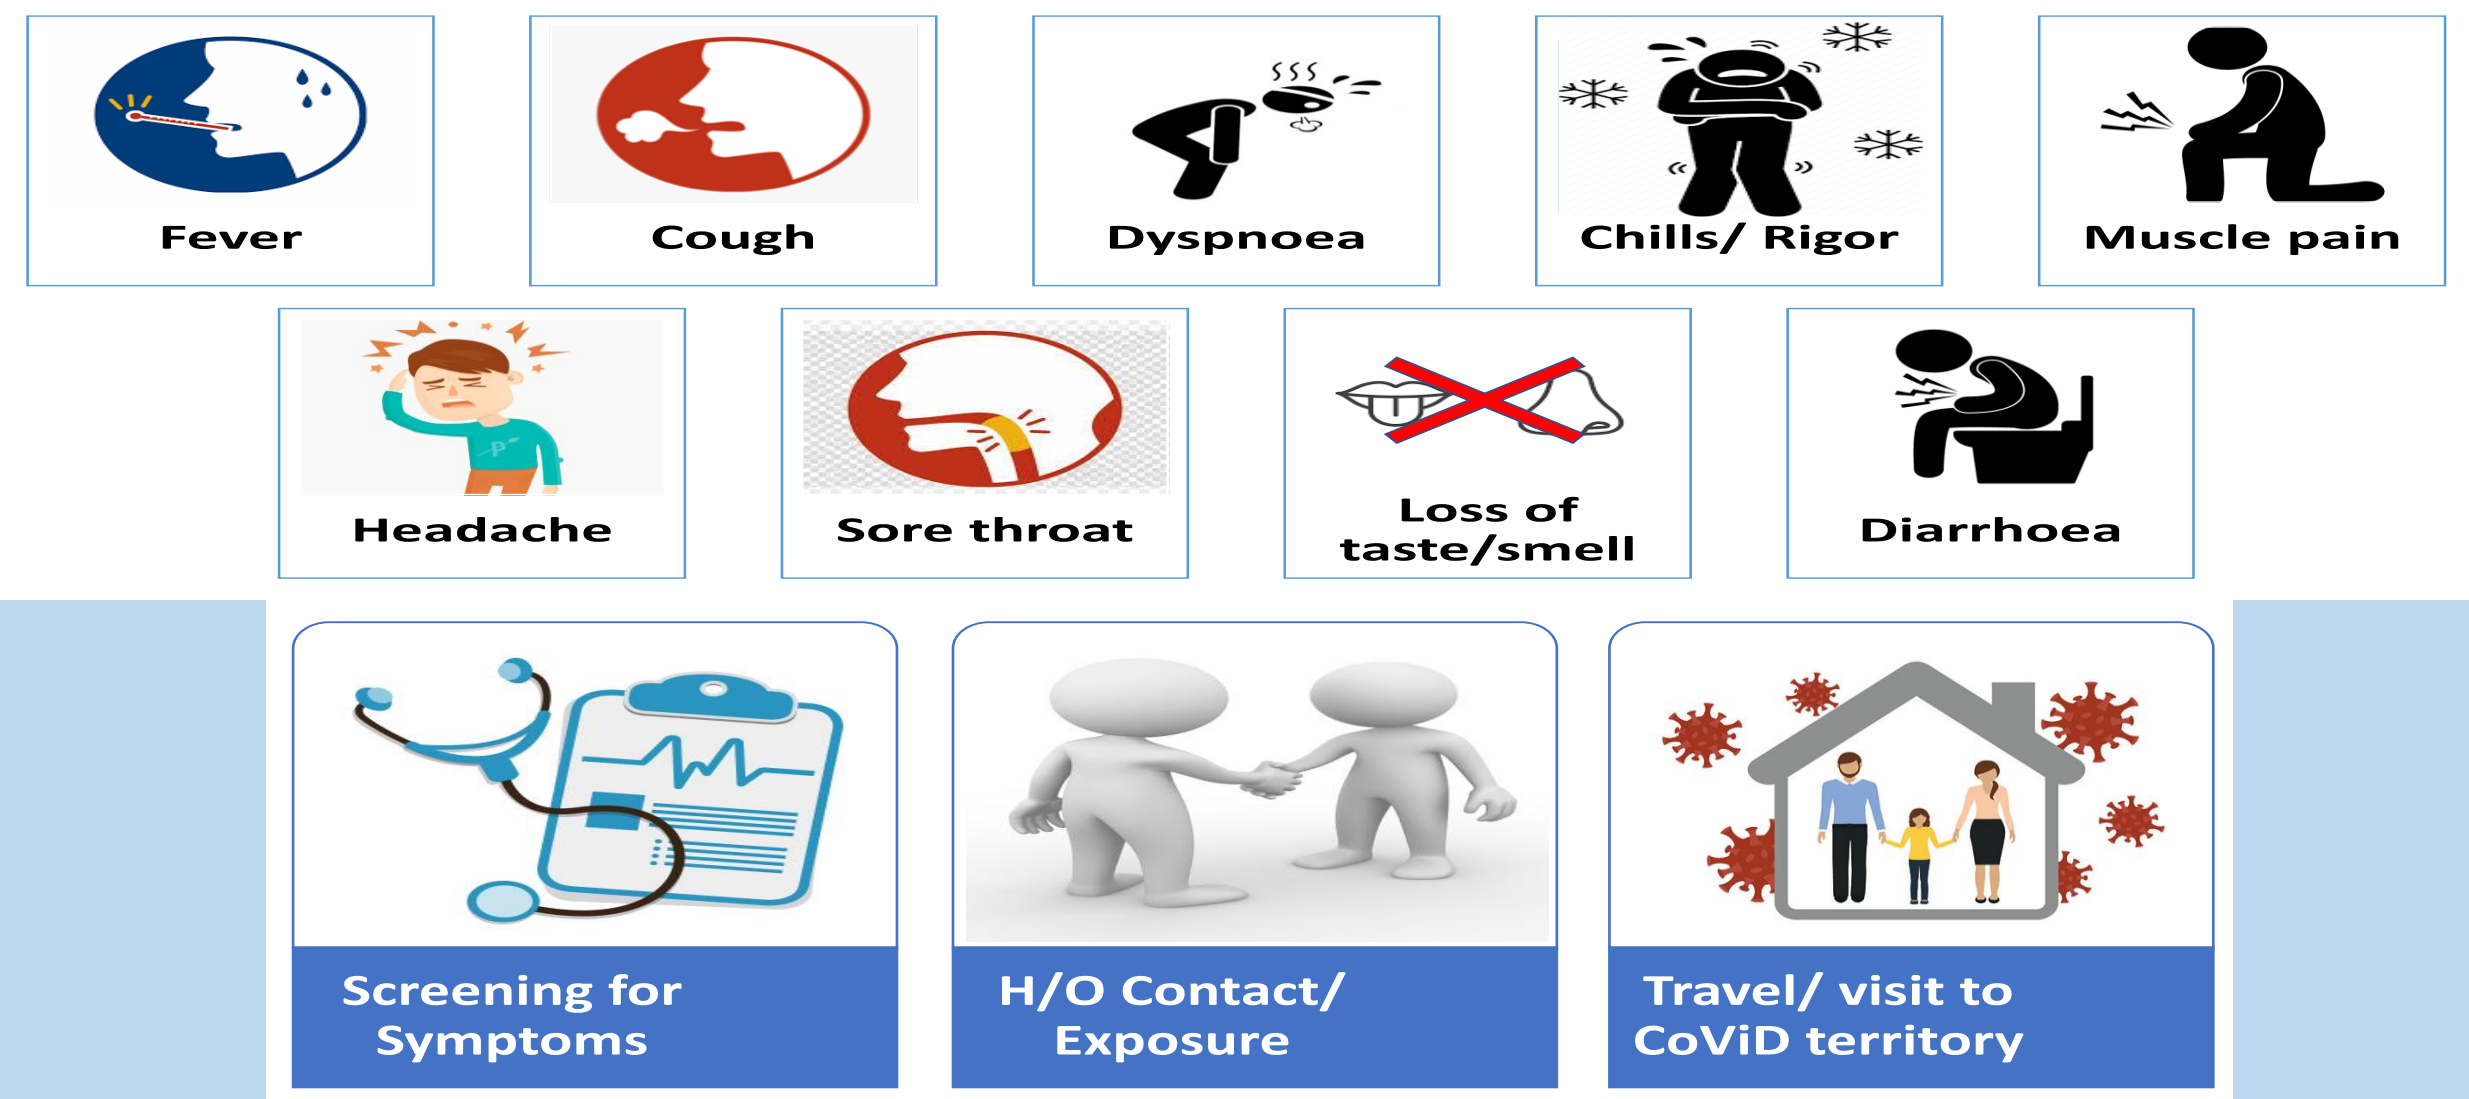 Fever
Cough
Dyspnoea
Chills/ Rigor
Muscle pain
Headache
Sore throat
Loss of
taste/smell
Diarrhoea
Screening for
Symptoms
H/O Contact/
Exposure
Travel/ visit to
CoViD territory